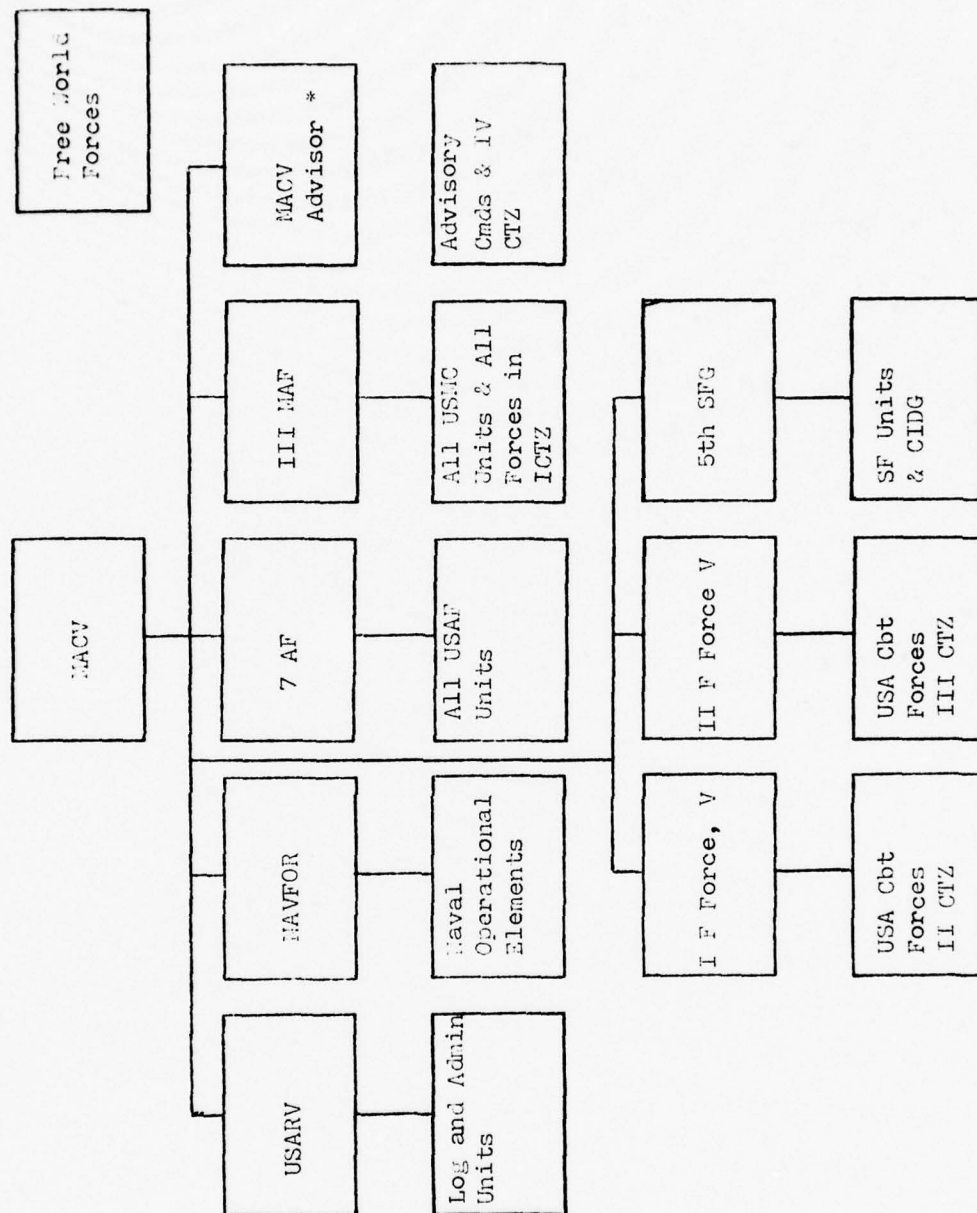 Free World
Forces
MACV
USARV
NAVFOR
7 AF
III MAF
MACV
Advisor *
Log and Admin
Units
Naval
Operational
Elements
All USAF
Units
All USMC
Units & All
Forces in
ICTZ
Advisory
Cmds & IV
CTZ
I F Force, V
II F Force V
5th SFG
USA Cbt
Forces
II CTZ
USA Cbt
Forces
III CTZ
SF Units
& CIDG